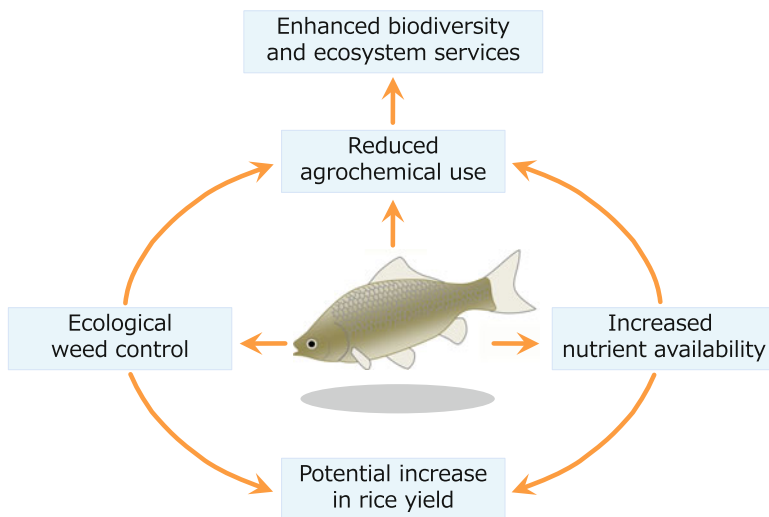 Enhanced biodiversity
and ecosystem services
Reduced
agrochemical use
Ecological
weed control
Increased
nutrient availability
Potential increase
in rice yield